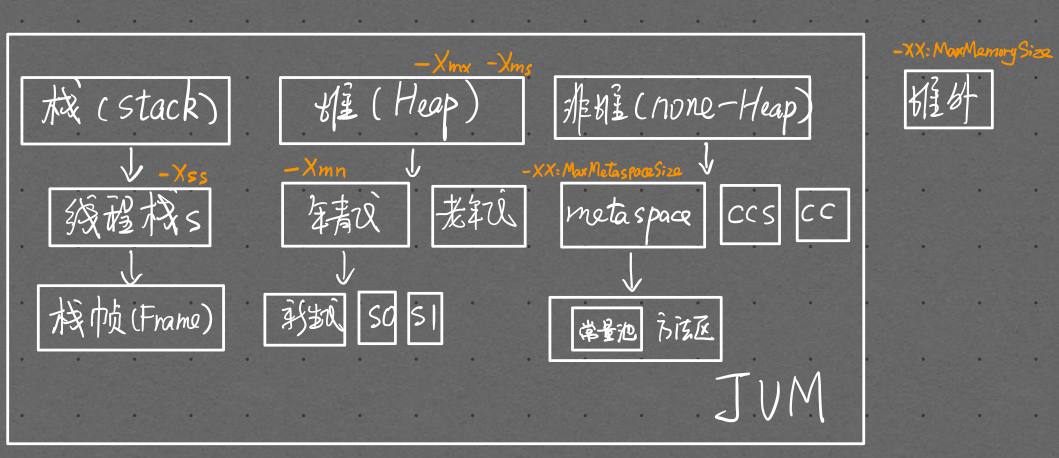 -Xmx -Xms
-XX:MaxMemorySize
栈(Stack)
堆(Heap)
非堆(none-Heap)
堆外
-Xss
-Xmn
-XX:MaxMetaspaceSize
线程栈s
年青代
老年代
metaspace
CCS
CC
栈帧(Frame)
新生代
S0
S1
常量池
方法区
JVM